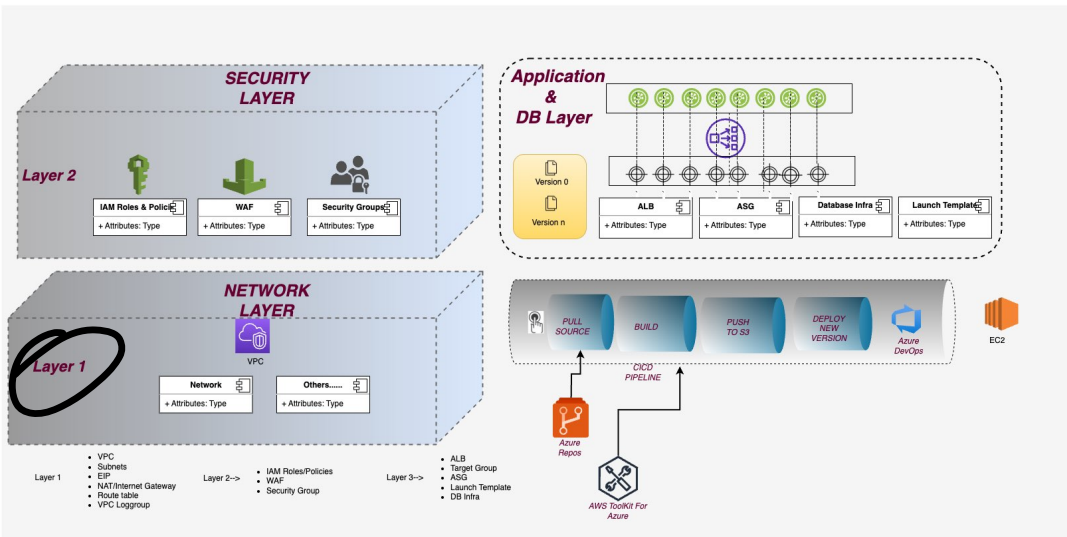 SECURITY
LAYER
Layer 2
IAM Roles & Policie
+ Attributes: Type
WAF
+ Attributes: Type
Security Groups
+ Attributes: Type
NETWORK
LAYER
Layer 1
VPC
Network
+ Attributes: Type
Others......
+ Attributes: Type
Application
&
DB Layer
Version 0
Version n
ALB
+ Attributes: Type
ASG
+ Attributes: Type
Database Infra
+ Attributes: Type
Launch Template
+ Attributes: Type
PULL
SOURCE
BUILD
PUSH
TO S3
DEPLOY
NEW
VERSION
Azure
DevOps
EC2
CICD
PIPELINE
Azure
Repos
AWS ToolKit For
Azure
Layer 1
• VPC
• Subnets
• EIP
• NAT/Internet Gateway
• Route table
• VPC Loggroup
Layer 2-->
• IAM Roles/Policies
• WAF
• Security Group
Layer 3-->
• ALB
• Target Group
• ASG
• Launch Template
• DB Infra